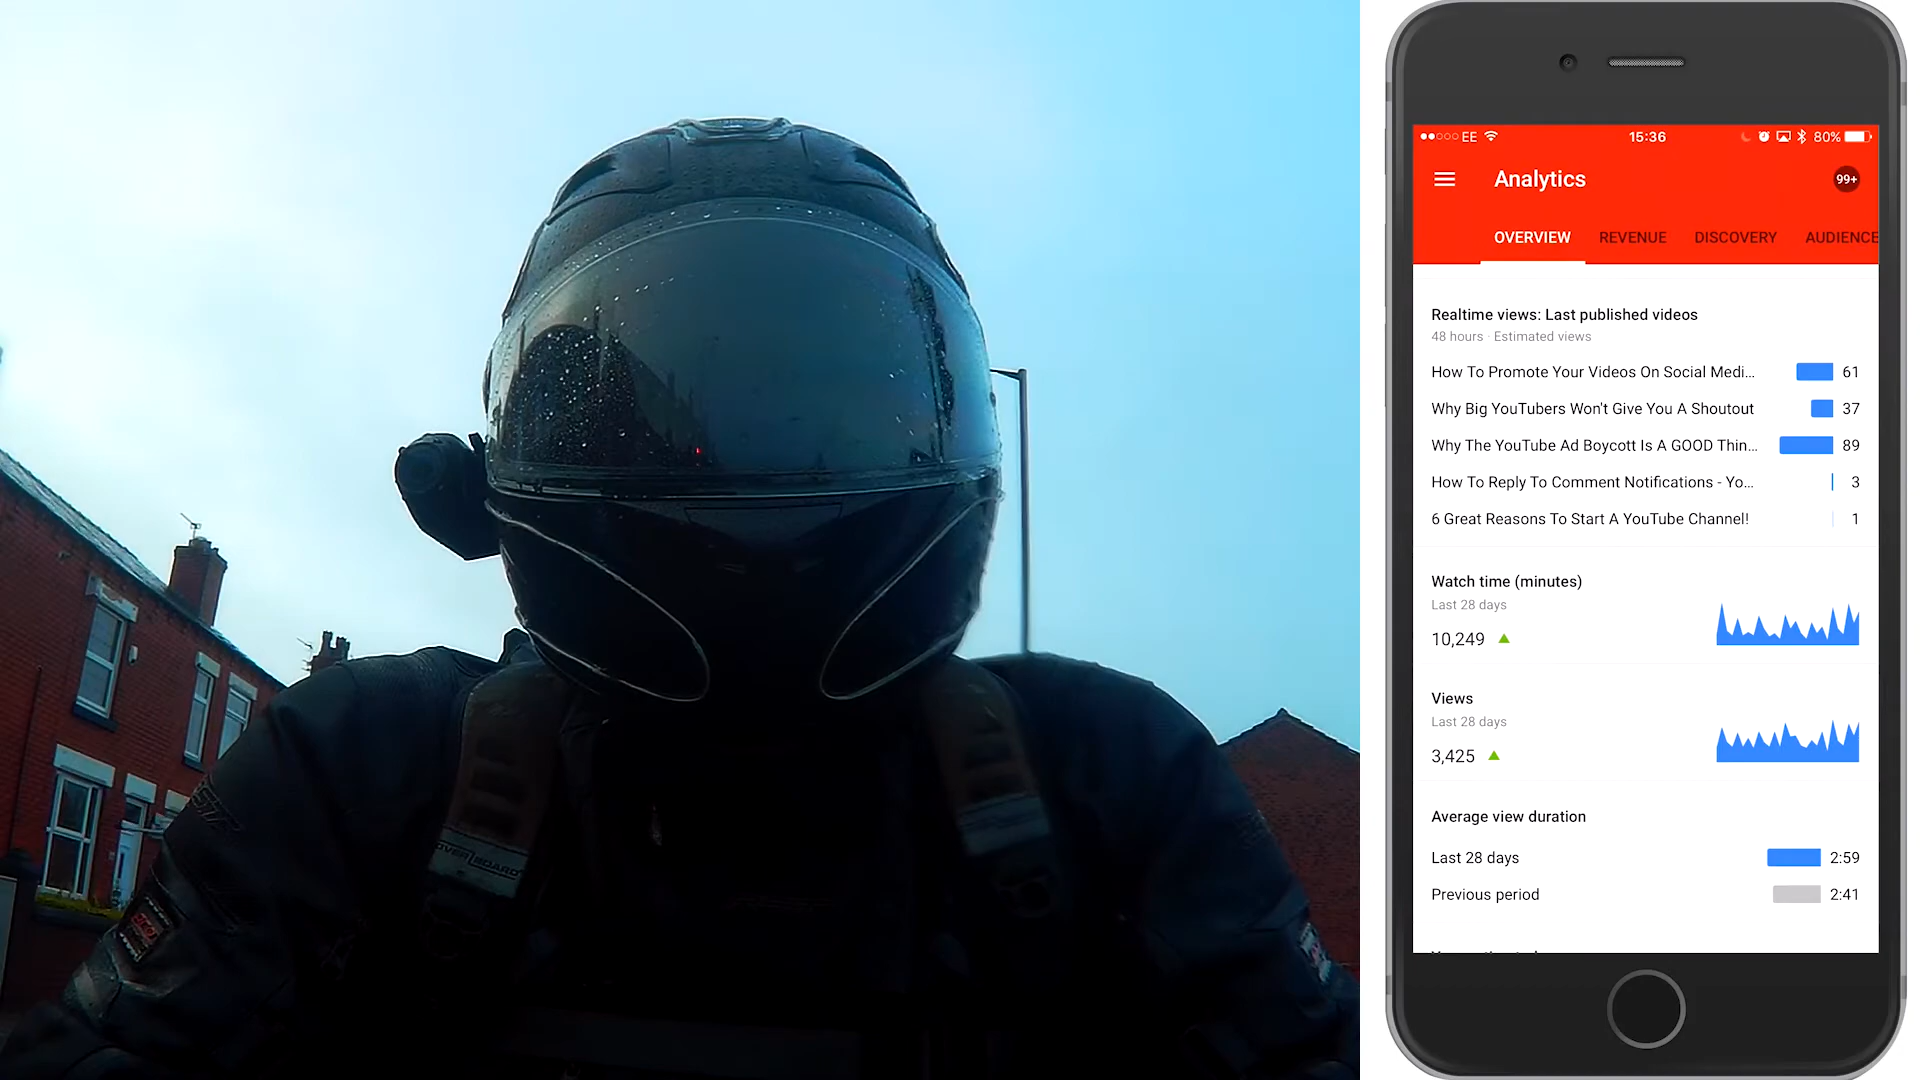 OVERBOARD
EE 15:36 80%
Analytics 99+
OVERVIEW REVENUE DISCOVERY AUDIENCE
Realtime views: Last published videos
48 hours · Estimated views
How To Promote Your Videos On Social Medi... 61
Why Big YouTubers Won't Give You A Shoutout 37
Why The YouTube Ad Boycott Is A GOOD Thin... 89
How To Reply To Comment Notifications - Yo... 3
6 Great Reasons To Start A YouTube Channel! 1
Watch time (minutes)
Last 28 days
10,249
Views
Last 28 days
3,425
Average view duration
Last 28 days 2:59
Previous period 2:41